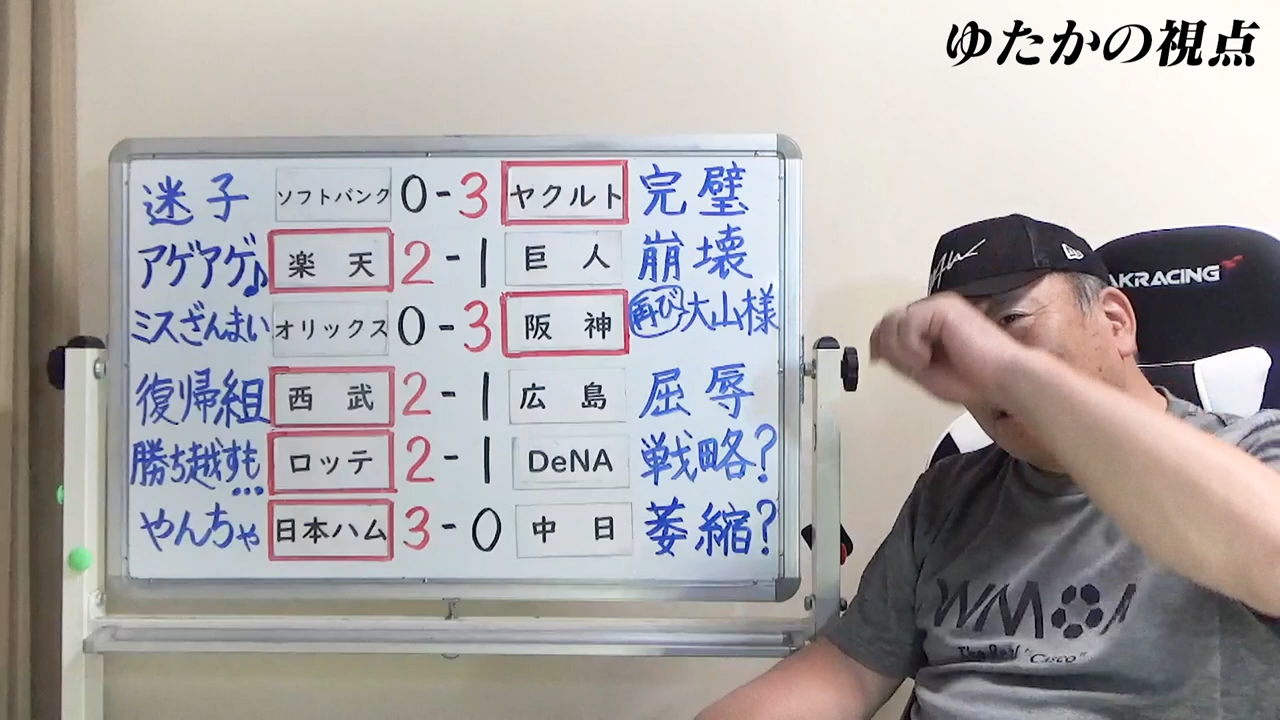 ゆたかの視点
迷子 ソフトバンク 0-3 ヤクルト 完璧
アゲアゲ♪ 楽天 2-1 巨人 崩壊
ミスざんまい オリックス 0-3 阪神 再び大山様
復帰組 西武 2-1 広島 屈辱
勝ち越すも… ロッテ 2-1 DeNA 戦略?
やんちゃ 日本ハム 3-0 中日 萎縮?
AKRACING
The Real "Casco"